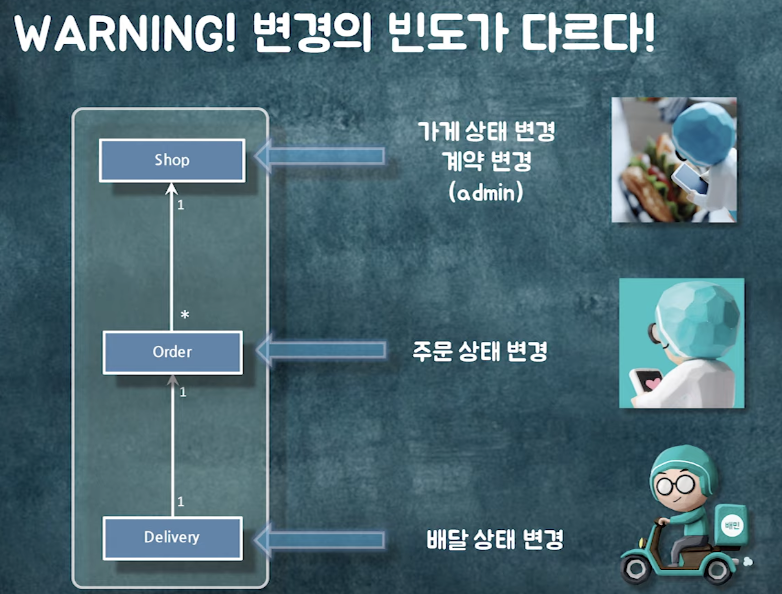 WARNING! 변경의 빈도가 다르다!
Shop
가게 상태 변경
계약 변경
(admin)
1
*
Order
주문 상태 변경
1
1
Delivery
배달 상태 변경
배민